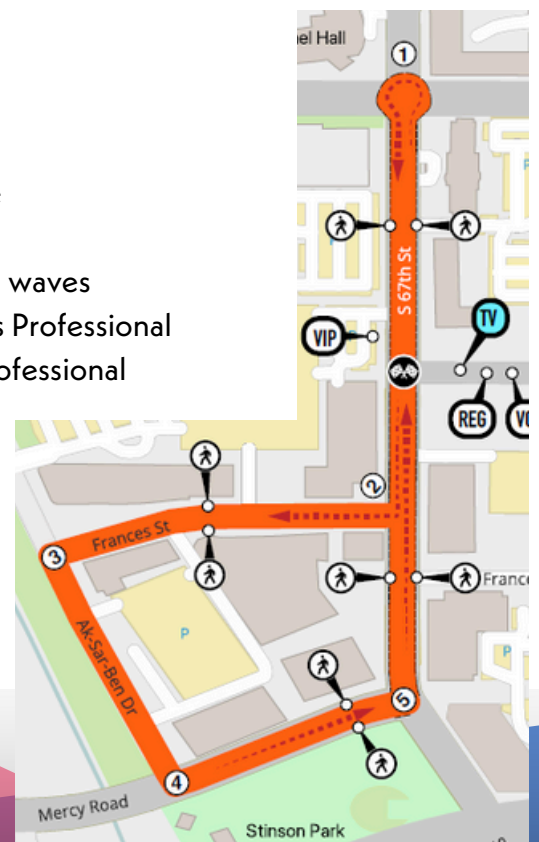 el Hall
1
waves
s Professional
ofessional
S 67th St
TV
VIP
REG
2
Frances St
3
P
Ak-Sar-Ben Dr
Franc
5
4
Mercy Road
Stinson Park